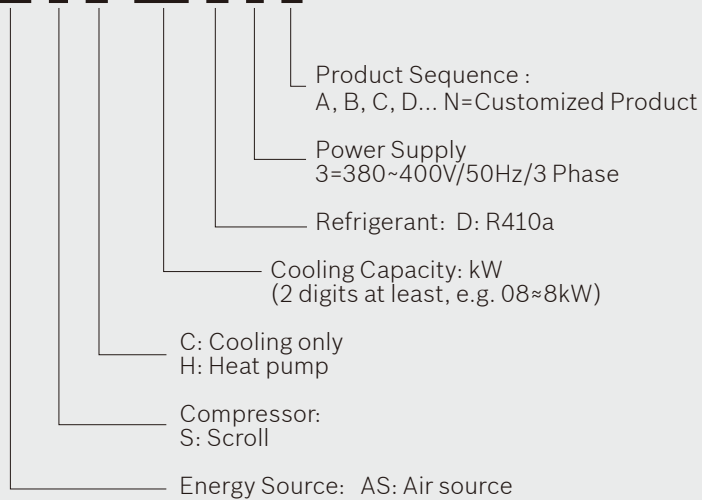 Product Sequence :
A, B, C, D... N=Customized Product
Power Supply
3=380~400V/50Hz/3 Phase
Refrigerant: D: R410a
Cooling Capacity: kW
(2 digits at least, e.g. 08≈8kW)
C: Cooling only
H: Heat pump
Compressor:
S: Scroll
Energy Source: AS: Air source